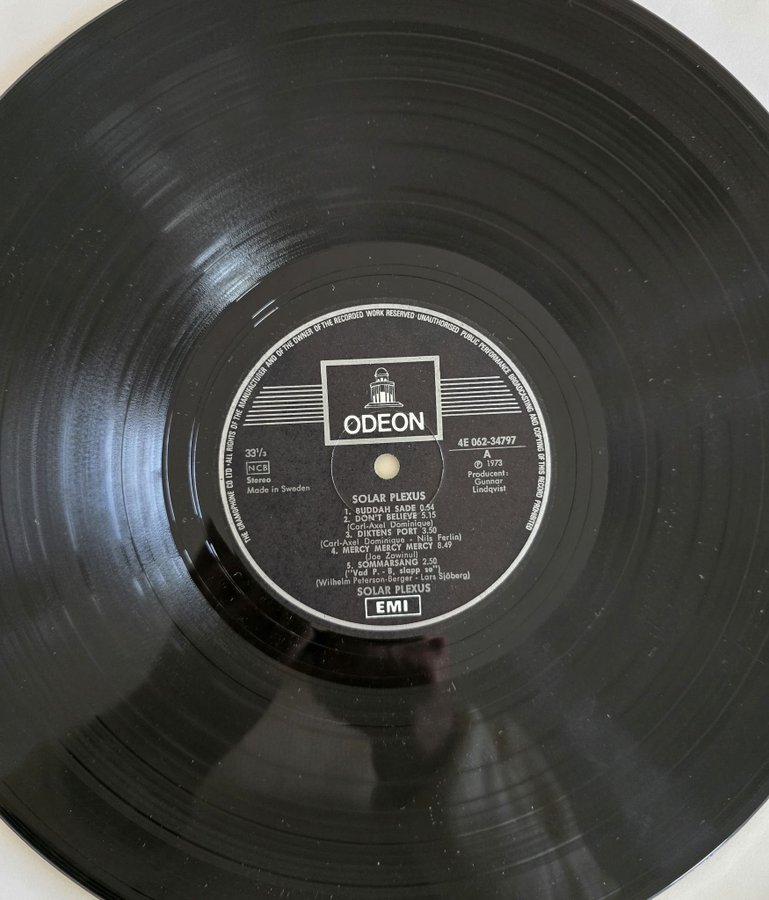 THE GRAMOPHONE CO LTD • ALL RIGHTS OF THE MANUFACTURER AND OF THE OWNER OF THE RECORDED WORK RESERVED • UNAUTHORISED PUBLIC PERFORMANCE BROADCASTING AND COPYING OF THIS RECORD PROHIBITED
ODEON
33⅓
NCB
Stereo
Made in Sweden
4E 062-34797
A
Ⓟ 1973
Producent:
Gunnar
Lindqvist
SOLAR PLEXUS
1. BUDDAH SADE 0.54
2. DON'T BELIEVE 5.15
(Carl-Axel Dominique)
3. DIKTENS PORT 3.50
(Carl-Axel Dominique - Nils Ferlin)
4. MERCY MERCY MERCY 8.49
(Joe Zawinul)
5. SOMMARSANG 2.50
("Vad P. - B, slapp se")
(Wilhelm Peterson-Berger - Lars Sjöberg)
SOLAR PLEXUS
EMI